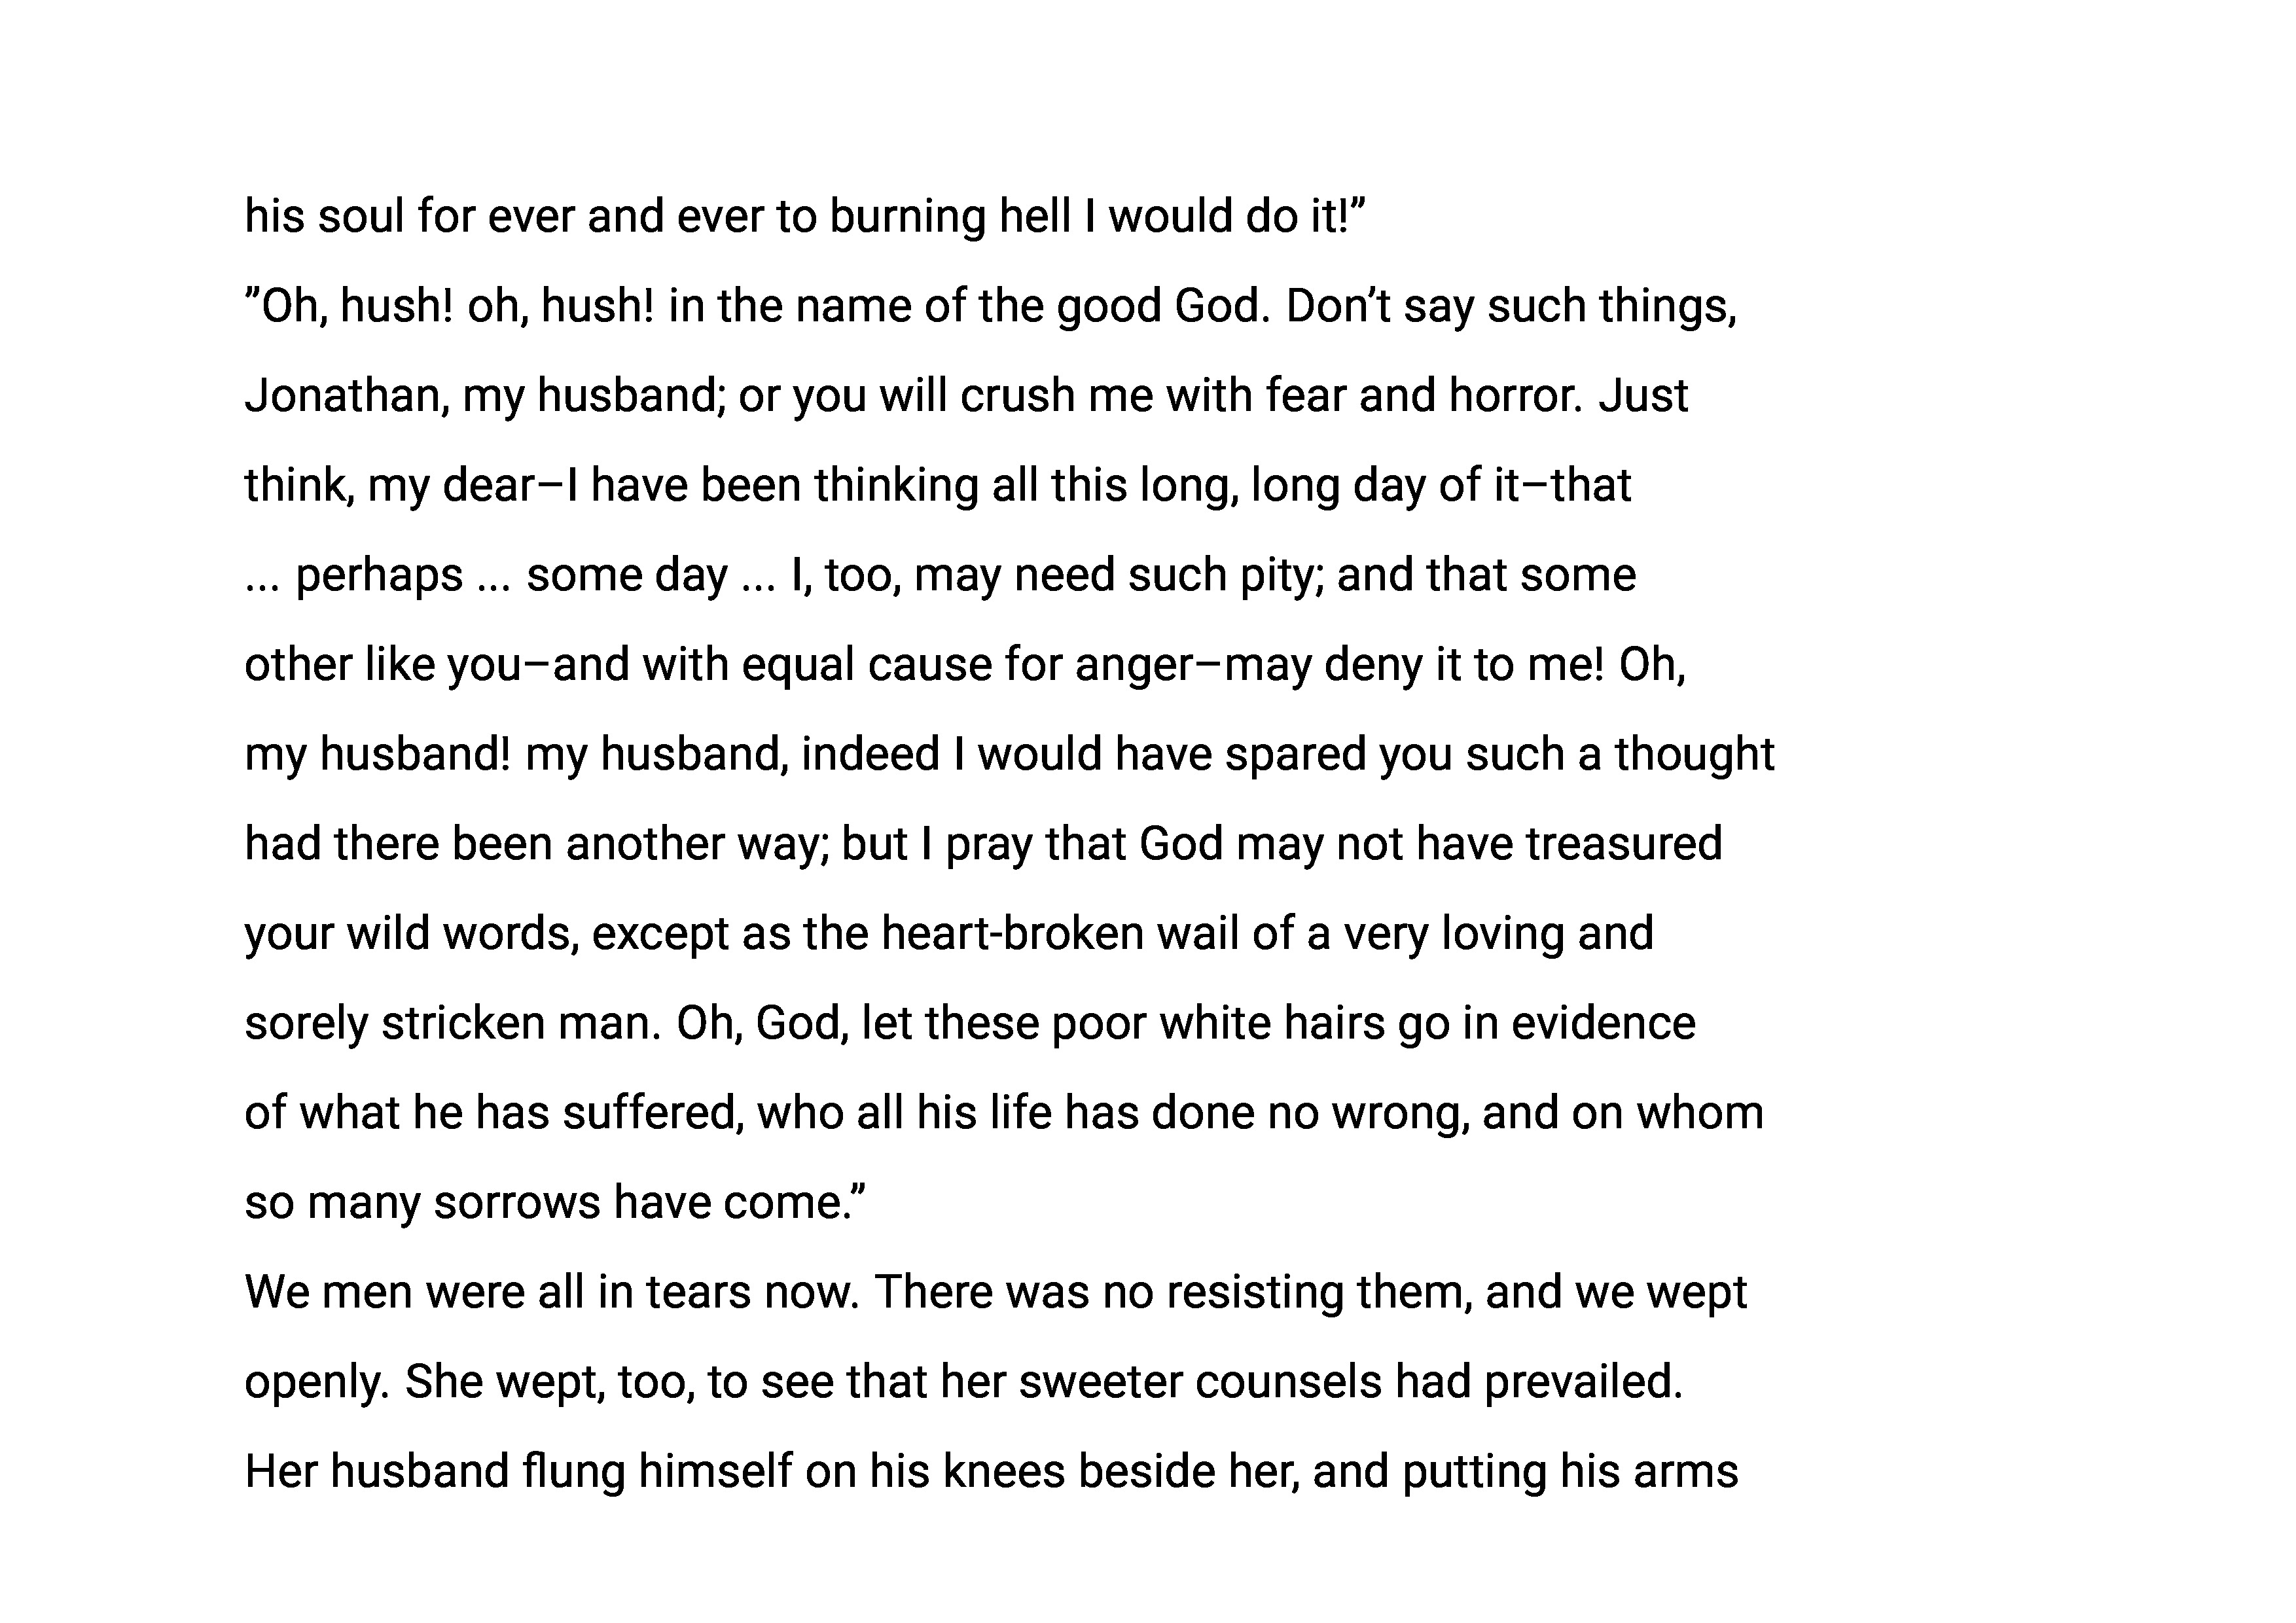 his soul for ever and ever to burning hell I would do it!”
”Oh, hush! oh, hush! in the name of the good God. Don’t say such things,
Jonathan, my husband; or you will crush me with fear and horror. Just
think, my dear–I have been thinking all this long, long day of it–that
... perhaps ... some day ... I, too, may need such pity; and that some
other like you–and with equal cause for anger–may deny it to me! Oh,
my husband! my husband, indeed I would have spared you such a thought
had there been another way; but I pray that God may not have treasured
your wild words, except as the heart-broken wail of a very loving and
sorely stricken man. Oh, God, let these poor white hairs go in evidence
of what he has suffered, who all his life has done no wrong, and on whom
so many sorrows have come.”
We men were all in tears now. There was no resisting them, and we wept
openly. She wept, too, to see that her sweeter counsels had prevailed.
Her husband flung himself on his knees beside her, and putting his arms